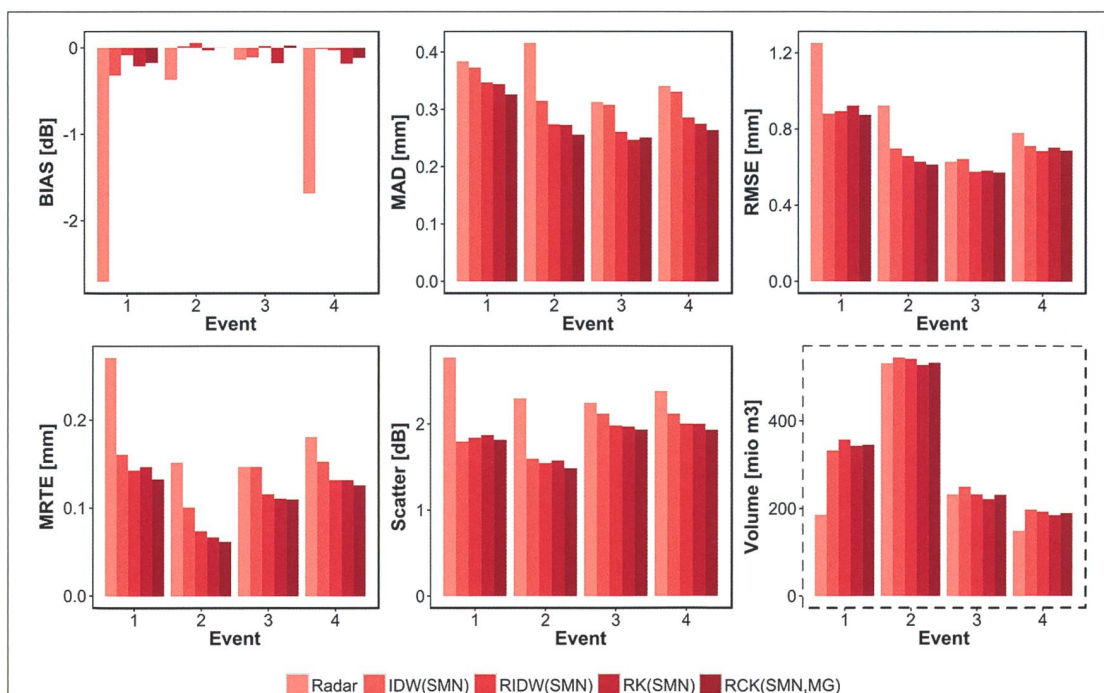 BIAS [dB]
0
-1
-2
1 2 3 4
Event
MAD [mm]
0.4
0.3
0.2
0.1
0.0
1 2 3 4
Event
RMSE [mm]
1.2
0.8
0.4
0.0
1 2 3 4
Event
MRTE [mm]
0.2
0.1
0.0
1 2 3 4
Event
Scatter [dB]
2
1
0
1 2 3 4
Event
Volume [mio m3]
400
200
0
1 2 3 4
Event
Radar IDW(SMN) RIDW(SMN) RK(SMN) RCK(SMN,MG)